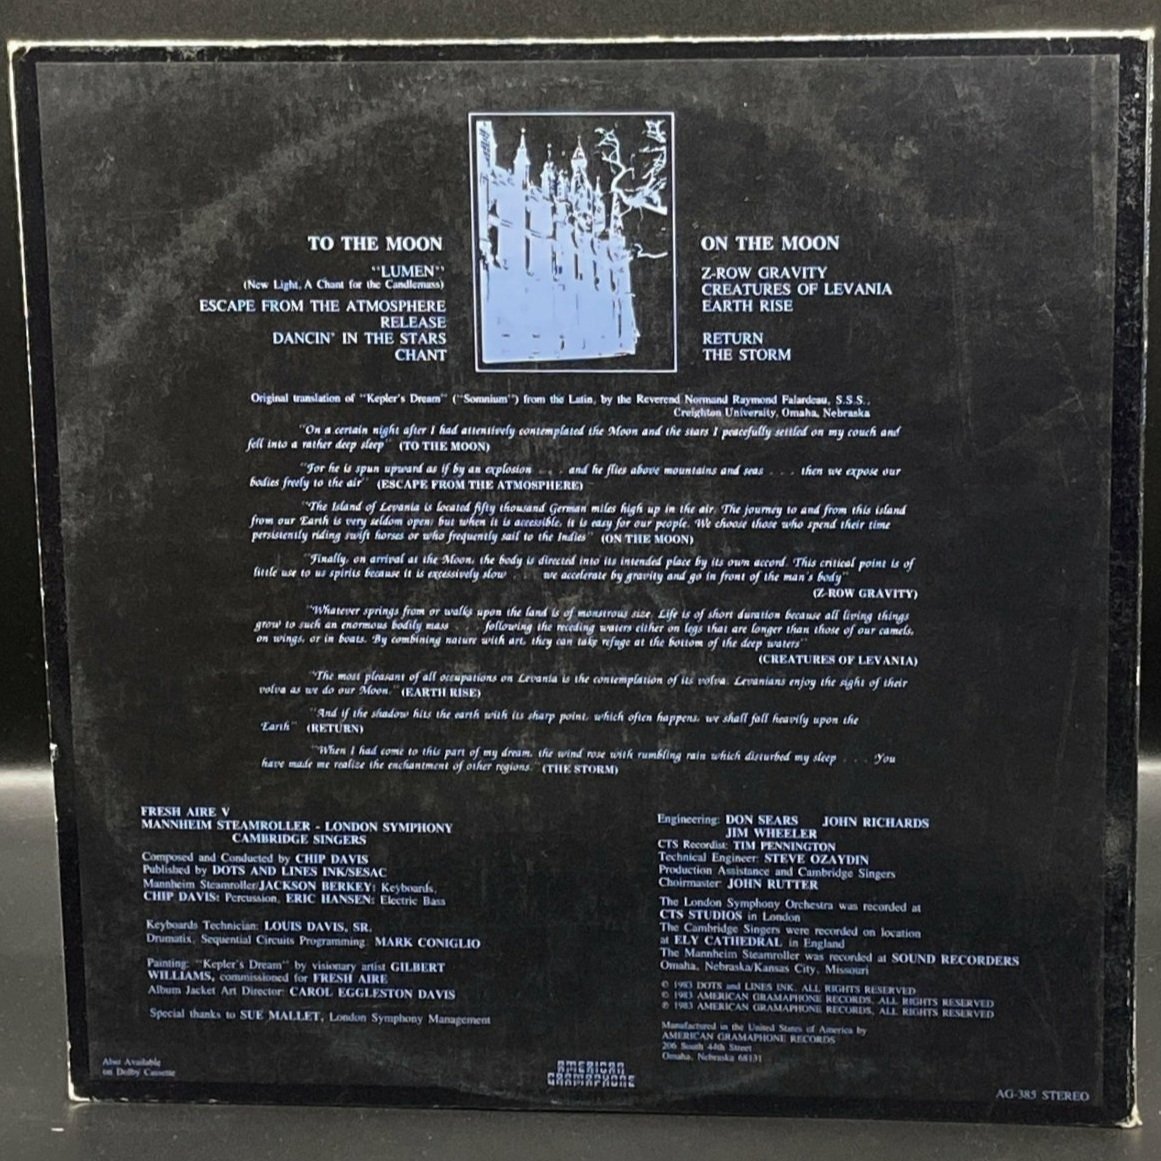 TO THE MOON
"LUMEN"
(New Light, A Chant for the Candlemass)
ESCAPE FROM THE ATMOSPHERE
RELEASE
DANCIN' IN THE STARS
CHANT
ON THE MOON
Z-ROW GRAVITY
CREATURES OF LEVANIA
EARTH RISE
RETURN
THE STORM
Original translation of "Kepler's Dream" ("Somnium") from the Latin, by the Reverend Normand Raymond Falardeau, S.S.S.,
Creighton University, Omaha, Nebraska
"On a certain night after I had attentively contemplated the Moon and the stars I peacefully settled on my couch and
fell into a rather deep sleep" (TO THE MOON)
"For he is spun upward as if by an explosion . . . and he flies above mountains and seas . . . then we expose our
bodies freely to the air" (ESCAPE FROM THE ATMOSPHERE)
"The Island of Levania is located fifty thousand German miles high up in the air. The journey to and from this island
from our Earth is very seldom open; but when it is accessible, it is easy for our people. We choose those who spend their time
persistently riding swift horses or who frequently sail to the Indies" (ON THE MOON)
"Finally, on arrival at the Moon, the body is directed into its intended place by its own accord. This critical point is of
little use to us spirits because it is excessively slow . . . we accelerate by gravity and go in front of the man's body"
(Z-ROW GRAVITY)
"Whatever springs from or walks upon the land is of monstrous size. Life is of short duration because all living things
grow to such an enormous bodily mass . . . following the receding waters either on legs that are longer than those of our camels,
on wings, or in boats. By combining nature with art, they can take refuge at the bottom of the deep waters"
(CREATURES OF LEVANIA)
"The most pleasant of all occupations on Levania is the contemplation of its volva. Levanians enjoy the sight of their
volva as we do our Moon." (EARTH RISE)
"And if the shadow hits the earth with its sharp point, which often happens, we shall fall heavily upon the
Earth" (RETURN)
"When I had come to this part of my dream, the wind rose with rumbling rain which disturbed my sleep . . . You
have made me realize the enchantment of other regions." (THE STORM)
FRESH AIRE V
MANNHEIM STEAMROLLER - LONDON SYMPHONY
CAMBRIDGE SINGERS
Composed and Conducted by CHIP DAVIS
Published by DOTS AND LINES INK/SESAC
Mannheim Steamroller/JACKSON BERKEY: Keyboards,
CHIP DAVIS: Percussion, ERIC HANSEN: Electric Bass
Keyboards Technician: LOUIS DAVIS, SR.
Drumatix, Sequential Circuits Programming: MARK CONIGLIO
Painting: "Kepler's Dream" by visionary artist GILBERT
WILLIAMS, commissioned for FRESH AIRE
Album Jacket Art Director: CAROL EGGLESTON DAVIS
Special thanks to SUE MALLET, London Symphony Management
Also Available
on Dolby Cassette
Engineering: DON SEARS JOHN RICHARDS
JIM WHEELER
CTS Recordist: TIM PENNINGTON
Technical Engineer: STEVE OZAYDIN
Production Assistance and Cambridge Singers
Choirmaster: JOHN RUTTER
The London Symphony Orchestra was recorded at
CTS STUDIOS in London
The Cambridge Singers were recorded on location
at ELY CATHEDRAL in England
The Mannheim Steamroller was recorded at SOUND RECORDERS
Omaha, Nebraska/Kansas City, Missouri
© 1983 DOTS and LINES INK. ALL RIGHTS RESERVED
© 1983 AMERICAN GRAMAPHONE RECORDS, ALL RIGHTS RESERVED
℗ 1983 AMERICAN GRAMAPHONE RECORDS, ALL RIGHTS RESERVED
Manufactured in the United States of America by
AMERICAN GRAMAPHONE RECORDS
206 South 44th Street
Omaha, Nebraska 68131
AMERICAN
GRAMAPHONE
AG-385 STEREO